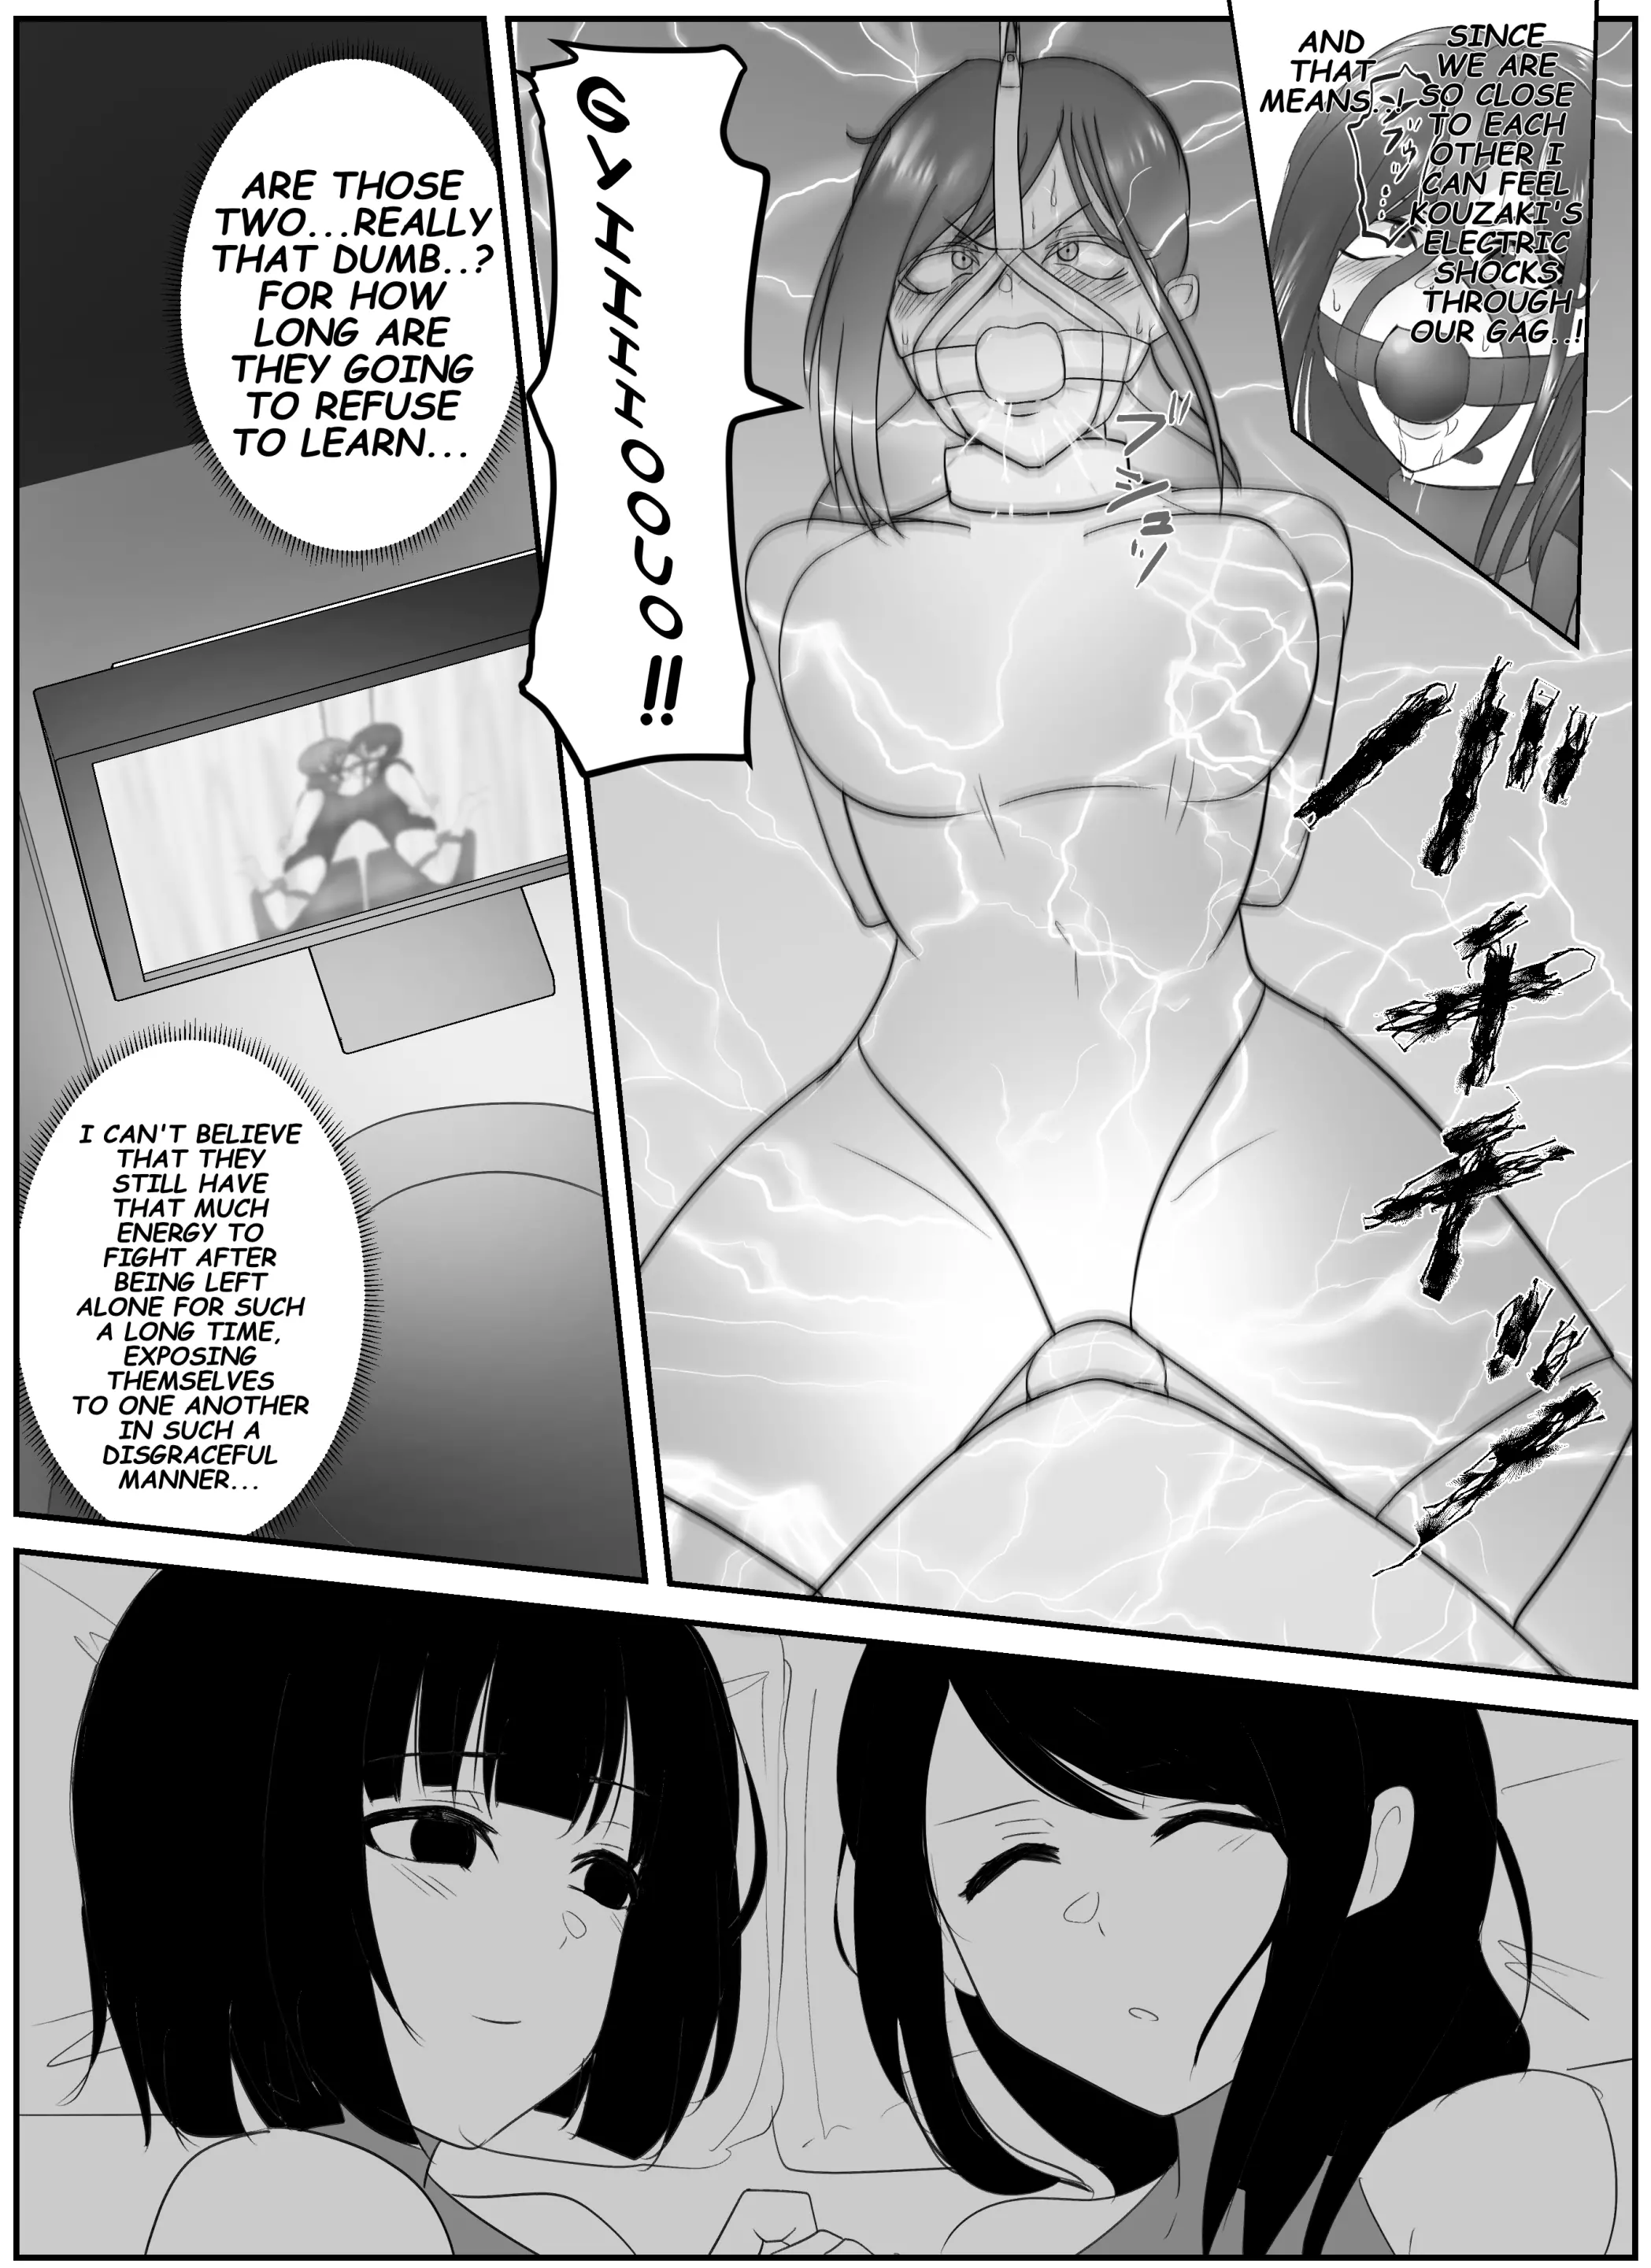 SINCE
WE ARE
SO CLOSE
TO EACH
OTHER I
CAN FEEL
KOUZAKI'S
ELECTRIC
SHOCKS
THROUGH
OUR GAG..!
AND
THAT
MEANS..!
ブシュッ
バチチッ
ARE THOSE
TWO...REALLY
THAT DUMB..?
FOR HOW
LONG ARE
THEY GOING
TO REFUSE
TO LEARN...
I CAN'T BELIEVE
THAT THEY
STILL HAVE
THAT MUCH
ENERGY TO
FIGHT AFTER
BEING LEFT
ALONE FOR SUCH
A LONG TIME,
EXPOSING
THEMSELVES
TO ONE ANOTHER
IN SUCH A
DISGRACEFUL
MANNER...